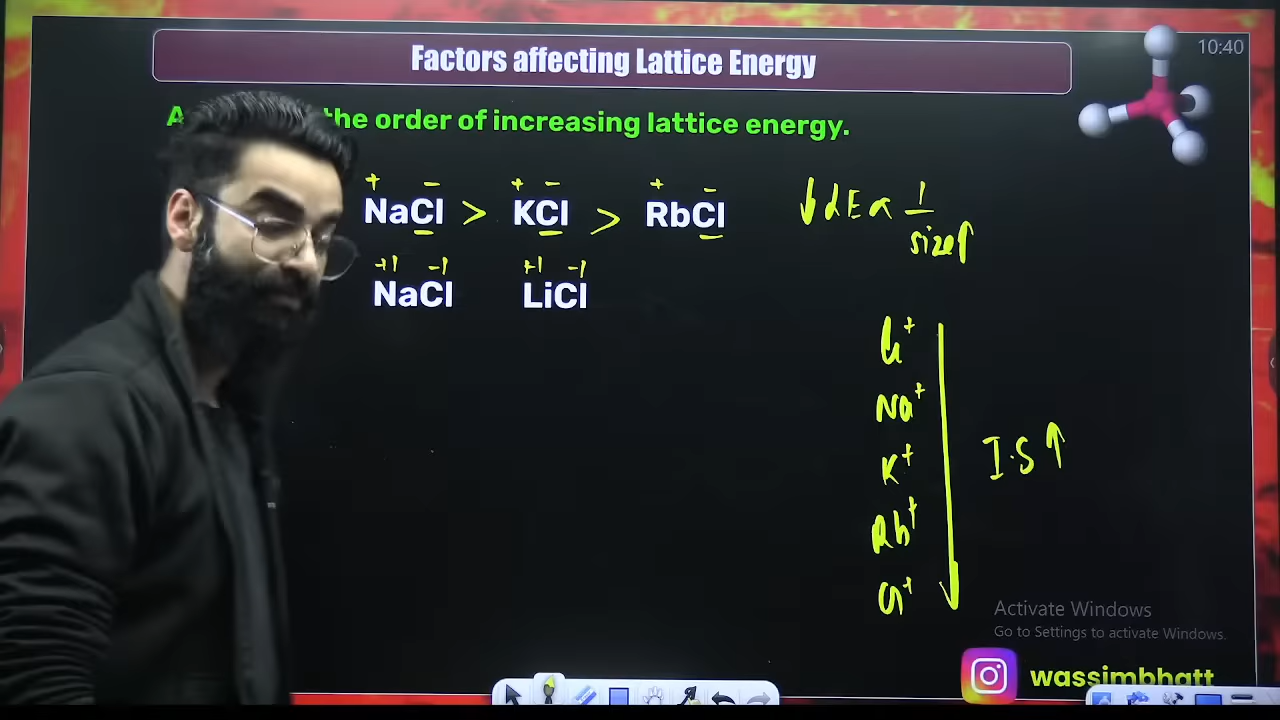 Factors affecting Lattice Energy
10:40
the order of increasing lattice energy.
+ − + − + −
NaCl > KCl > RbCl
↓ LE ∝ 1/size↑
+1 −1 +1 −1
NaCl LiCl
Li+
Na+
K+
I.S ↑
Rb+
Cs+
Activate Windows
Go to Settings to activate Windows.
wassimbhatt